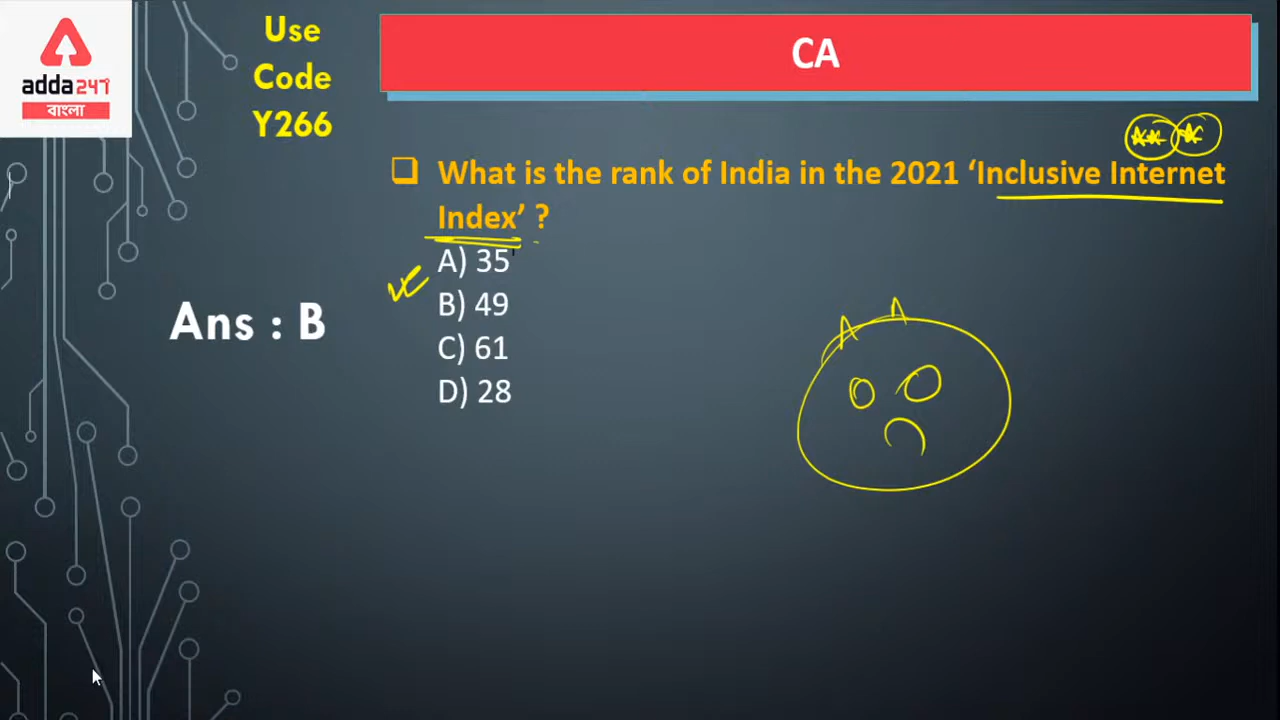 adda247
বাংলা
Use
Code
Y266
CA
❑ What is the rank of India in the 2021 ‘Inclusive Internet
Index’ ?
A) 35
B) 49
C) 61
D) 28
Ans : B